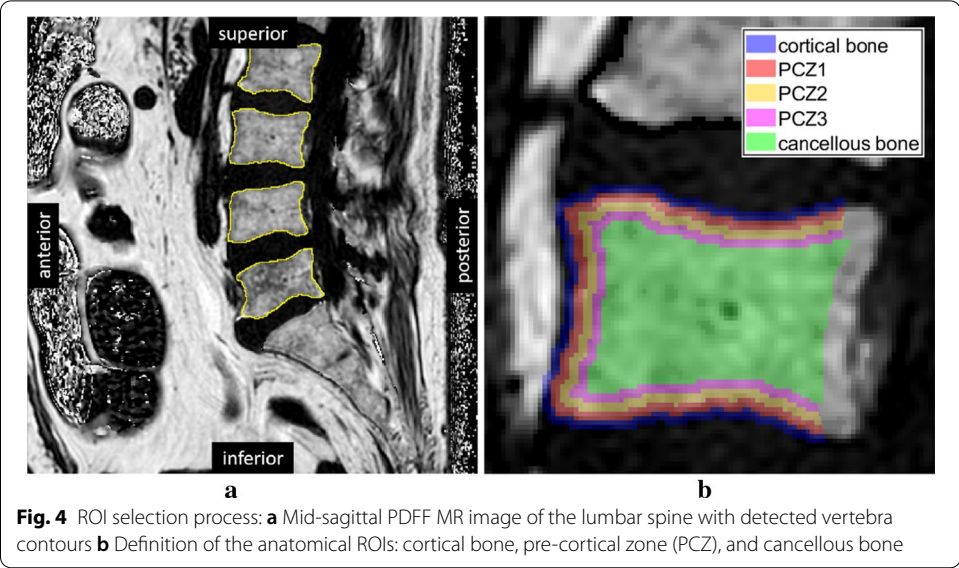 superior
anterior
posterior
inferior
a
cortical bone
PCZ1
PCZ2
PCZ3
cancellous bone
b
Fig. 4 ROI selection process: a Mid-sagittal PDFF MR image of the lumbar spine with detected vertebra
contours b Definition of the anatomical ROIs: cortical bone, pre-cortical zone (PCZ), and cancellous bone